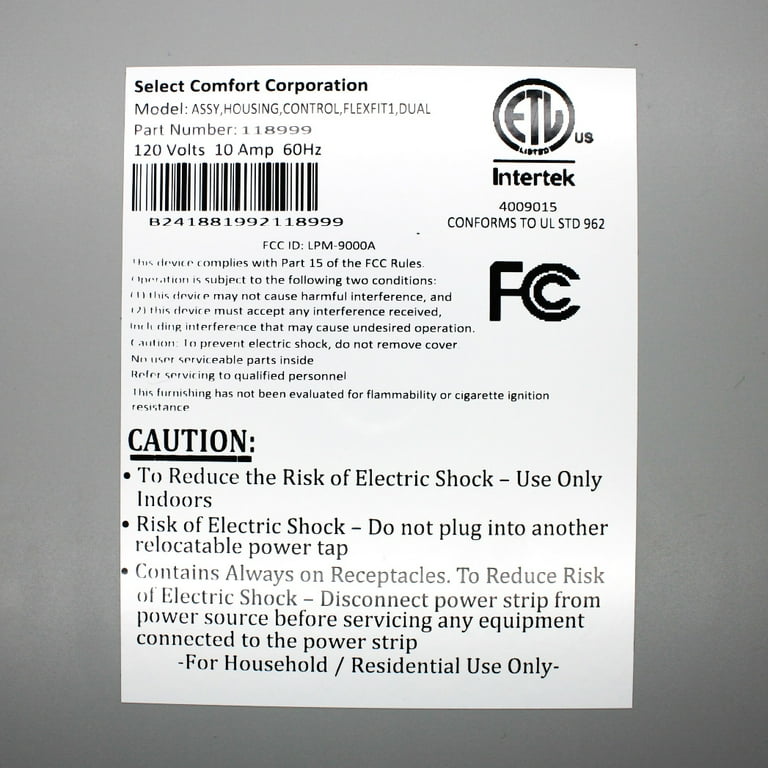 Select Comfort Corporation
Model: ASSY,HOUSING,CONTROL,FLEXFIT1,DUAL
Part Number: 118999
120 Volts 10 Amp 60Hz
B241881992118999
ETL US
LISTED
Intertek
4009015
CONFORMS TO UL STD 962
FCC ID: LPM-9000A
This device complies with Part 15 of the FCC Rules.
Operation is subject to the following two conditions:
(1) this device may not cause harmful interference, and
(2) this device must accept any interference received,
Including interference that may cause undesired operation.
Caution: To prevent electric shock, do not remove cover
No user serviceable parts inside
Refer servicing to qualified personnel
This furnishing has not been evaluated for flammability or cigarette ignition
resistance
FC
CAUTION:
• To Reduce the Risk of Electric Shock – Use Only
Indoors
• Risk of Electric Shock – Do not plug into another
relocatable power tap
• Contains Always on Receptacles. To Reduce Risk
of Electric Shock – Disconnect power strip from
power source before servicing any equipment
connected to the power strip
-For Household / Residential Use Only-